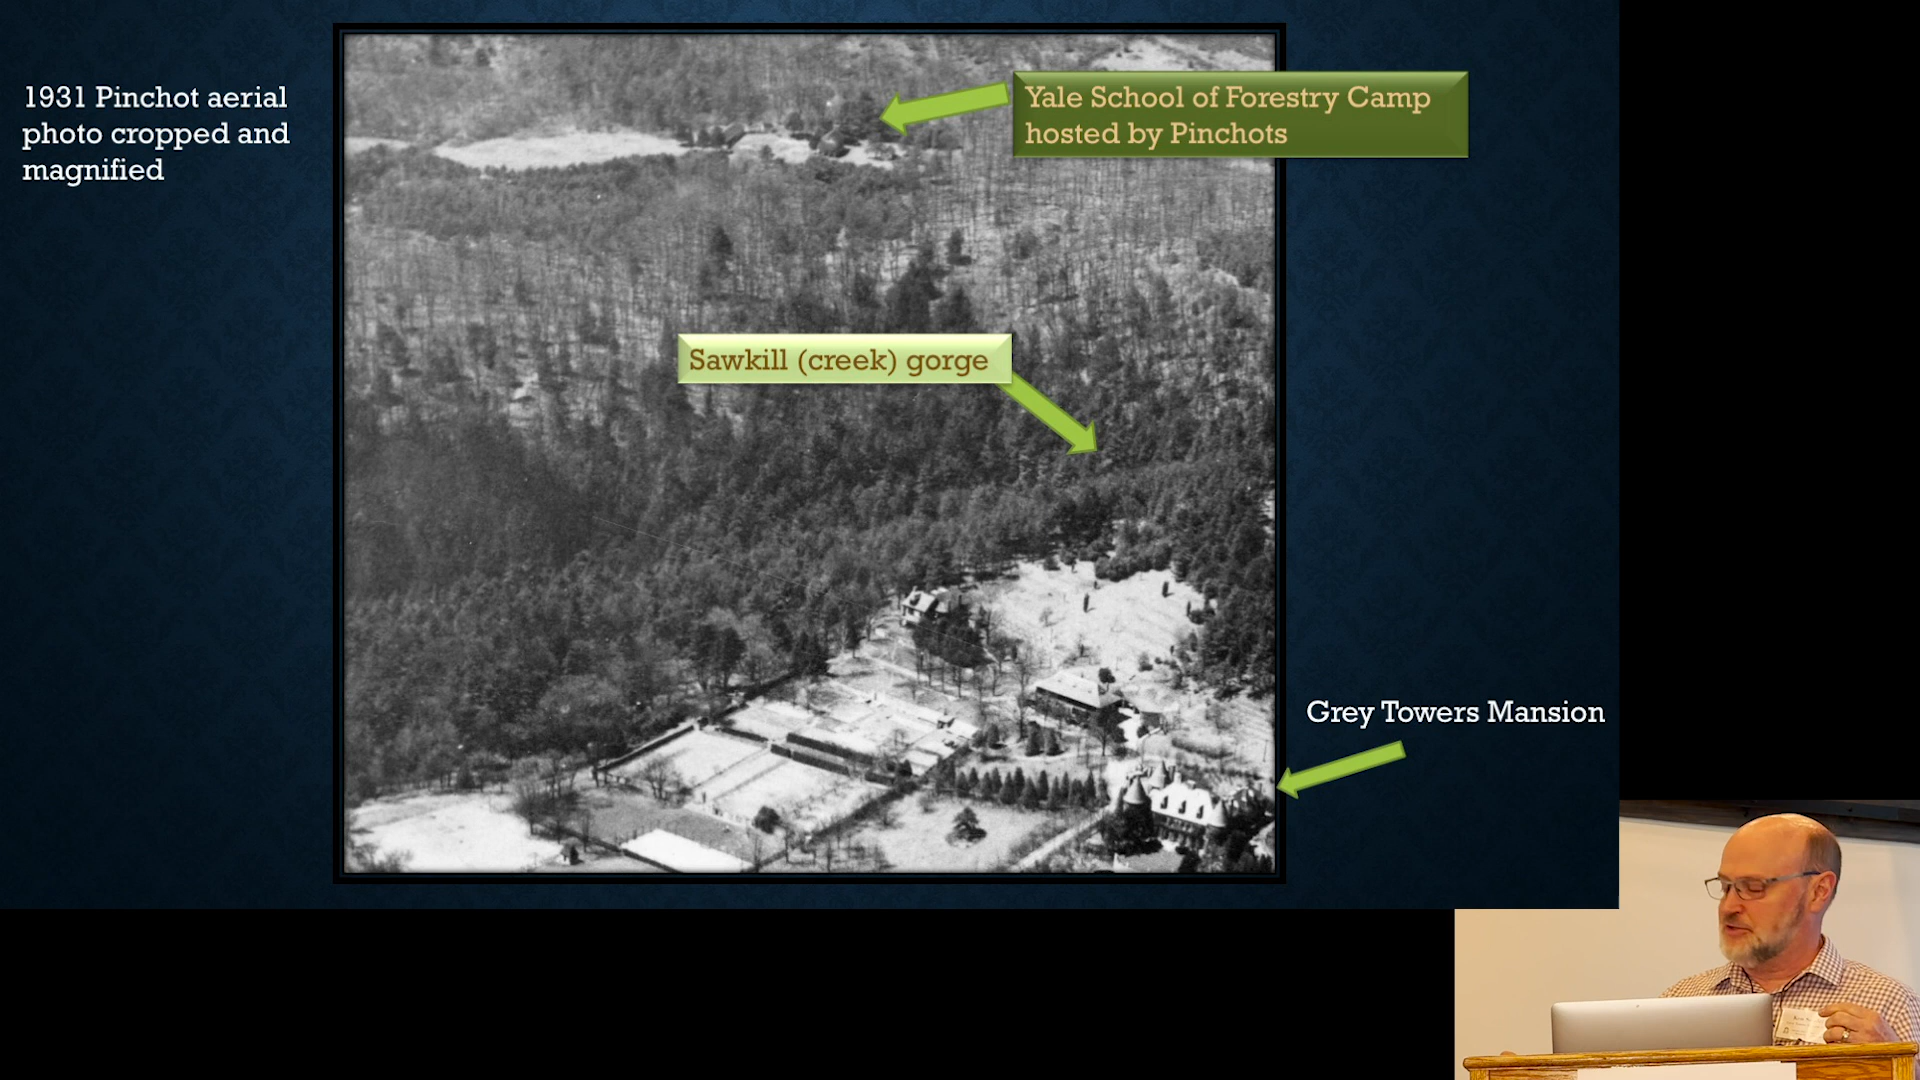 1931 Pinchot aerial
photo cropped and
magnified
Yale School of Forestry Camp
hosted by Pinchots
Sawkill (creek) gorge
Grey Towers Mansion